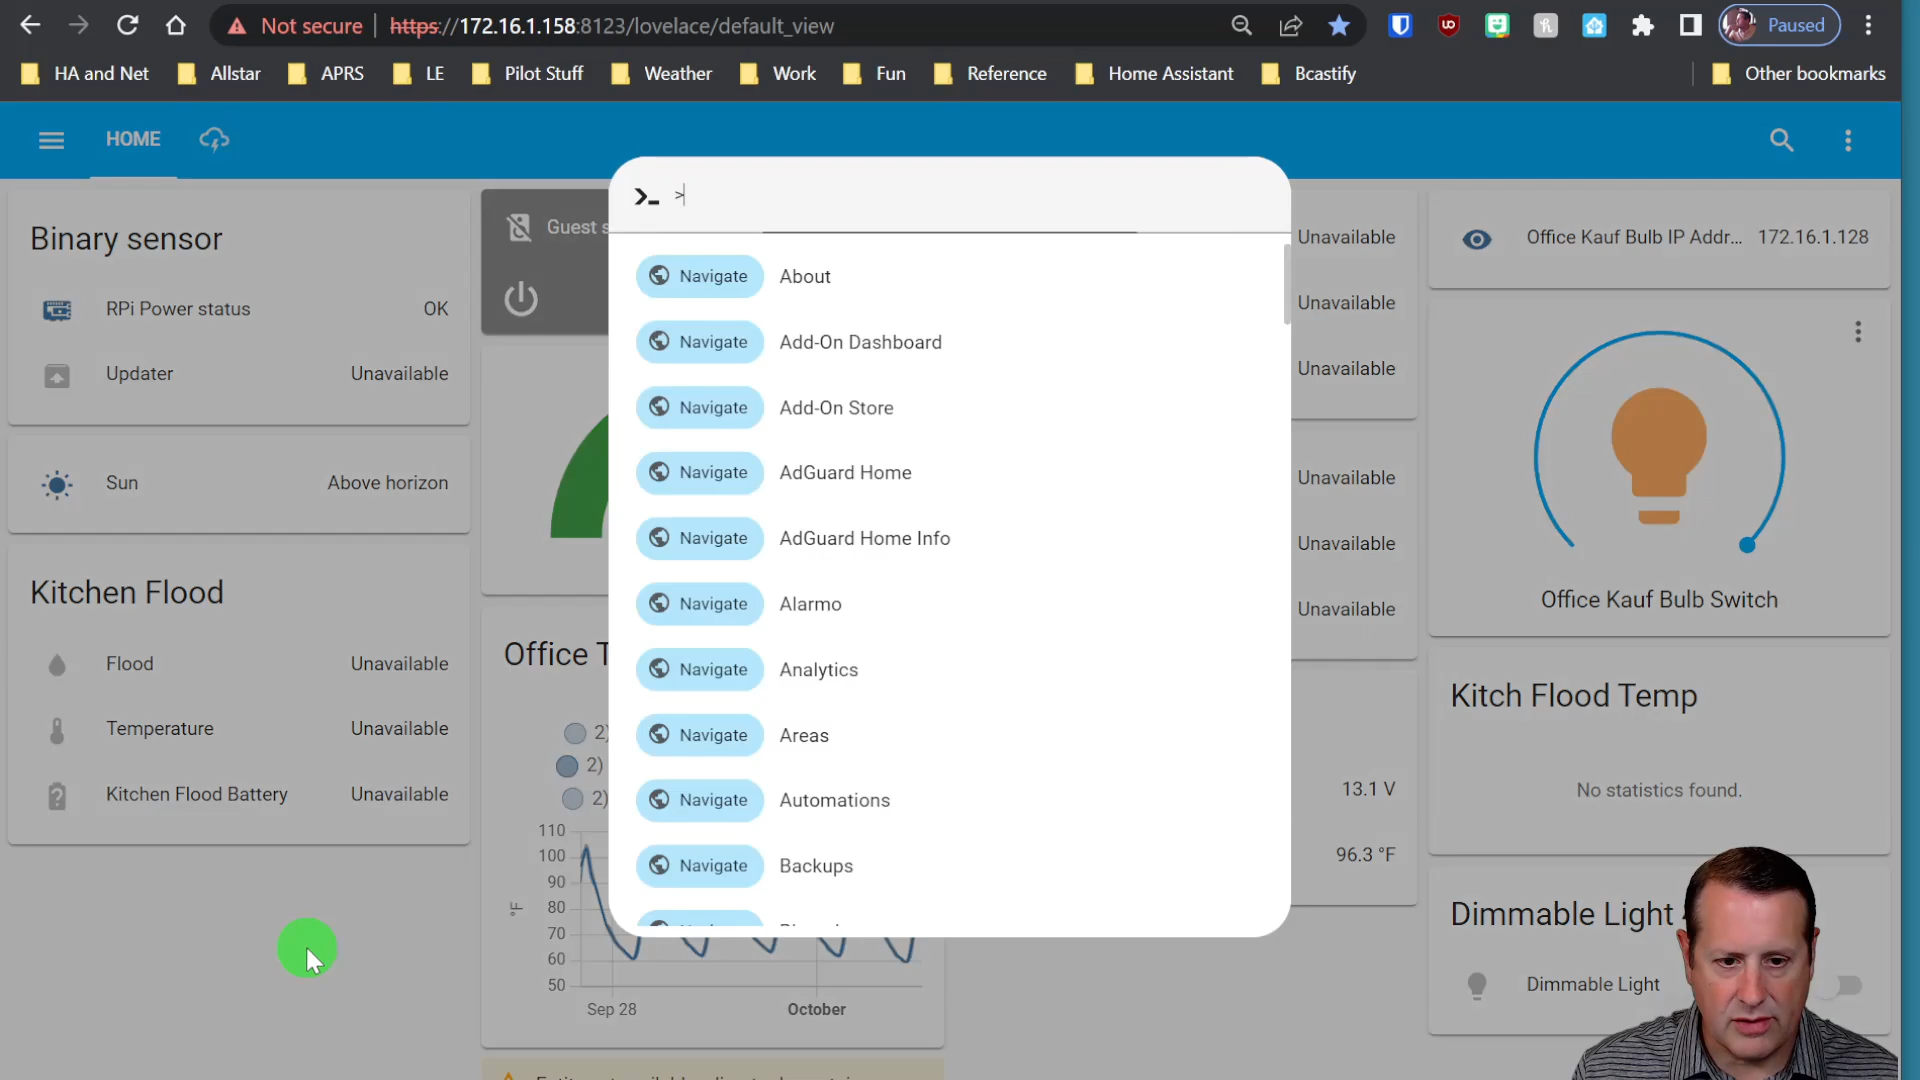 Not secure https://172.16.1.158:8123/lovelace/default_view Paused
HA and Net Allstar APRS LE Pilot Stuff Weather Work Fun Reference Home Assistant Bcastify Other bookmarks
HOME
>_ >
Navigate About
Navigate Add-On Dashboard
Navigate Add-On Store
Navigate AdGuard Home
Navigate AdGuard Home Info
Navigate Alarmo
Navigate Analytics
Navigate Areas
Navigate Automations
Navigate Backups
Binary sensor
RPi Power status OK
Updater Unavailable
Sun Above horizon
Kitchen Flood
Flood Unavailable
Temperature Unavailable
Kitchen Flood Battery Unavailable
Guest
Office
2)
2)
2)
°F
110
100
90
80
70
60
50
Sep 28 October
Unavailable
Unavailable
Unavailable
Unavailable
Unavailable
Unavailable
13.1 V
96.3 °F
Office Kauf Bulb IP Addr... 172.16.1.128
Office Kauf Bulb Switch
Kitch Flood Temp
No statistics found.
Dimmable Light
Dimmable Light